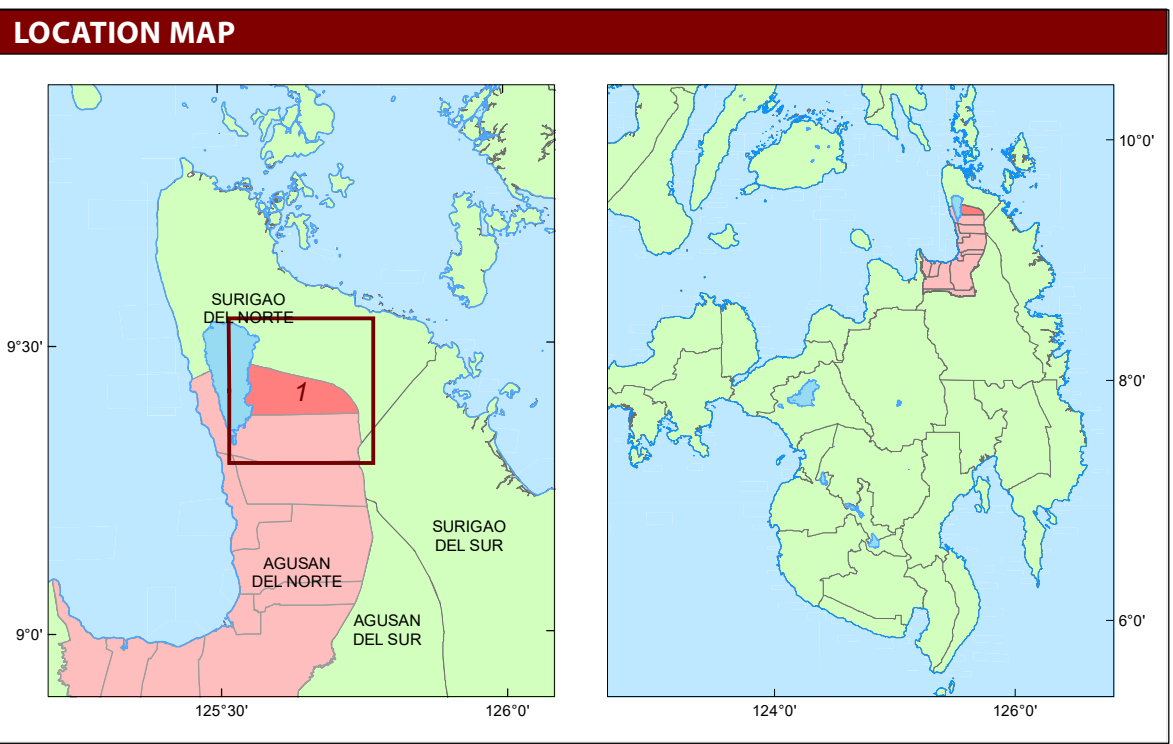 LOCATION MAP
SURIGAO
DEL NORTE
1
SURIGAO
DEL SUR
AGUSAN
DEL NORTE
AGUSAN
DEL SUR
9°30'
9°0'
125°30'
126°0'
10°0'
8°0'
6°0'
124°0'
126°0'